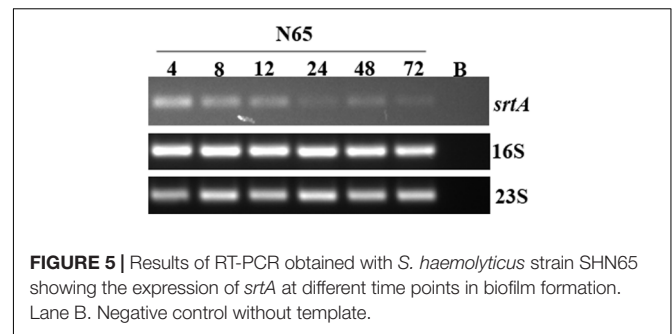 N65
4 8 12 24 48 72 B
srtA
16S
23S
FIGURE 5 | Results of RT-PCR obtained with S. haemolyticus strain SHN65
showing the expression of srtA at different time points in biofilm formation.
Lane B. Negative control without template.